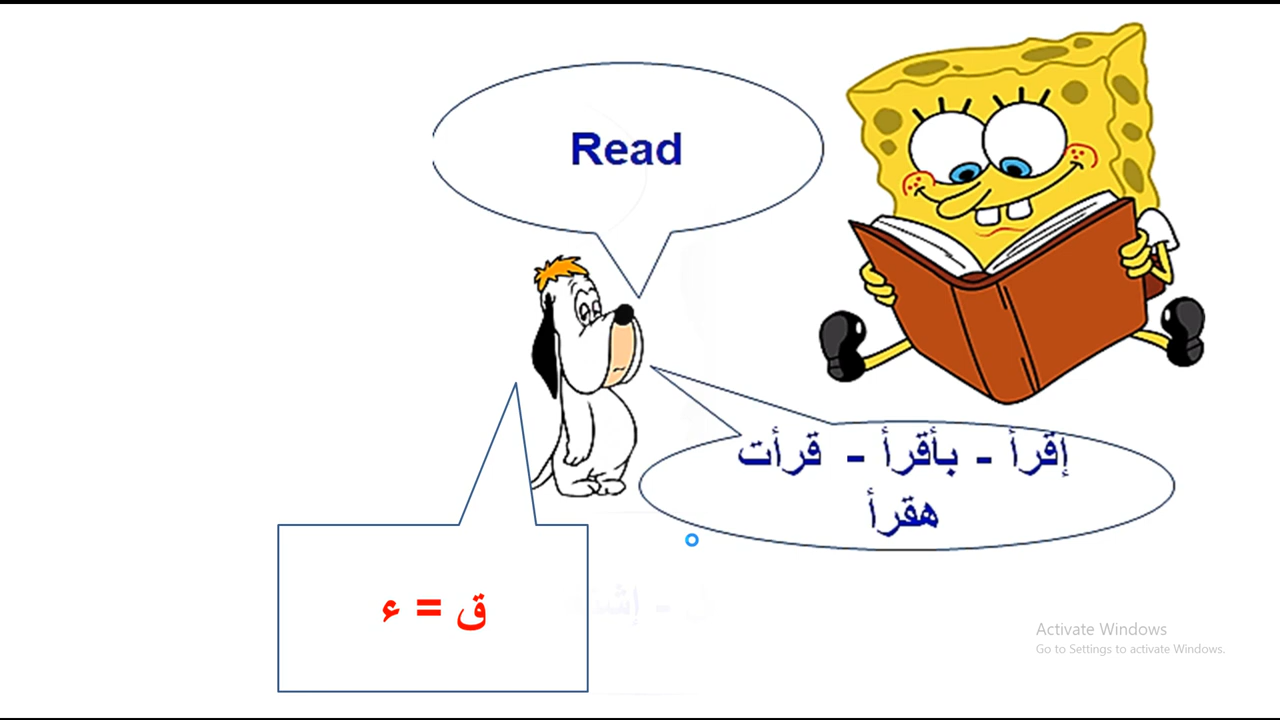 Read
إقرأ - بأقرأ - قرأت
هقرأ
ق = ء
Activate Windows
Go to Settings to activate Windows.